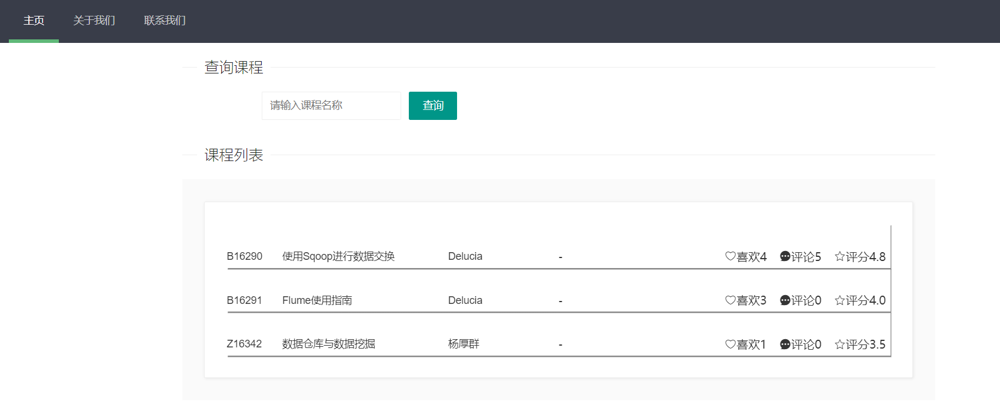 主页 关于我们 联系我们
查询课程
请输入课程名称 查询
课程列表
B16290 使用Sqoop进行数据交换 Delucia - 喜欢4 评论5 评分4.8
B16291 Flume使用指南 Delucia - 喜欢3 评论0 评分4.0
Z16342 数据仓库与数据挖掘 杨厚群 - 喜欢1 评论0 评分3.5